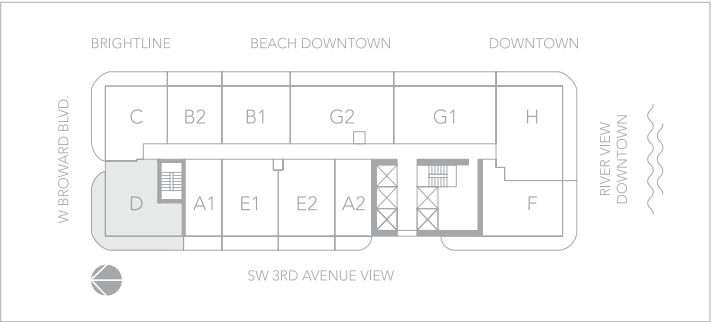 BRIGHTLINE BEACH DOWNTOWN DOWNTOWN
W BROWARD BLVD.
C B2 B1 G2 G1 H
RIVER VIEW
DOWNTOWN
D A1 E1 E2 A2 F
SW 3RD AVENUE VIEW